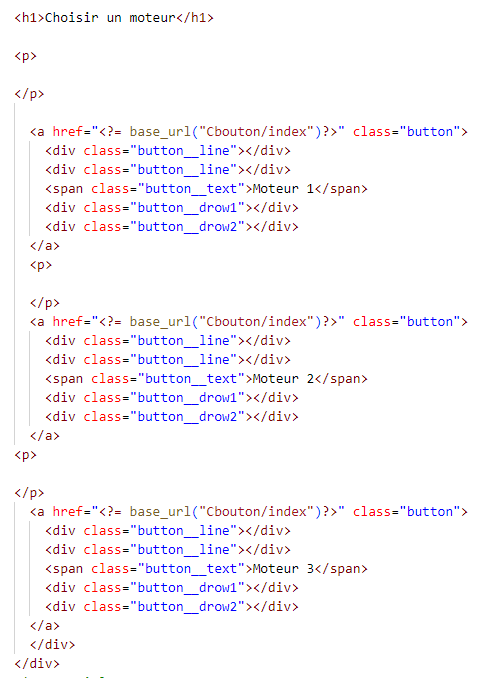 <h1>Choisir un moteur</h1>
<p>
</p>
<a href="<?= base_url("Cbouton/index")?>" class="button">
<div class="button__line"></div>
<div class="button__line"></div>
<span class="button__text">Moteur 1</span>
<div class="button__drow1"></div>
<div class="button__drow2"></div>
</a>
<p>
</p>
<a href="<?= base_url("Cbouton/index")?>" class="button">
<div class="button__line"></div>
<div class="button__line"></div>
<span class="button__text">Moteur 2</span>
<div class="button__drow1"></div>
<div class="button__drow2"></div>
</a>
<p>
</p>
<a href="<?= base_url("Cbouton/index")?>" class="button">
<div class="button__line"></div>
<div class="button__line"></div>
<span class="button__text">Moteur 3</span>
<div class="button__drow1"></div>
<div class="button__drow2"></div>
</a>
</div>
</div>